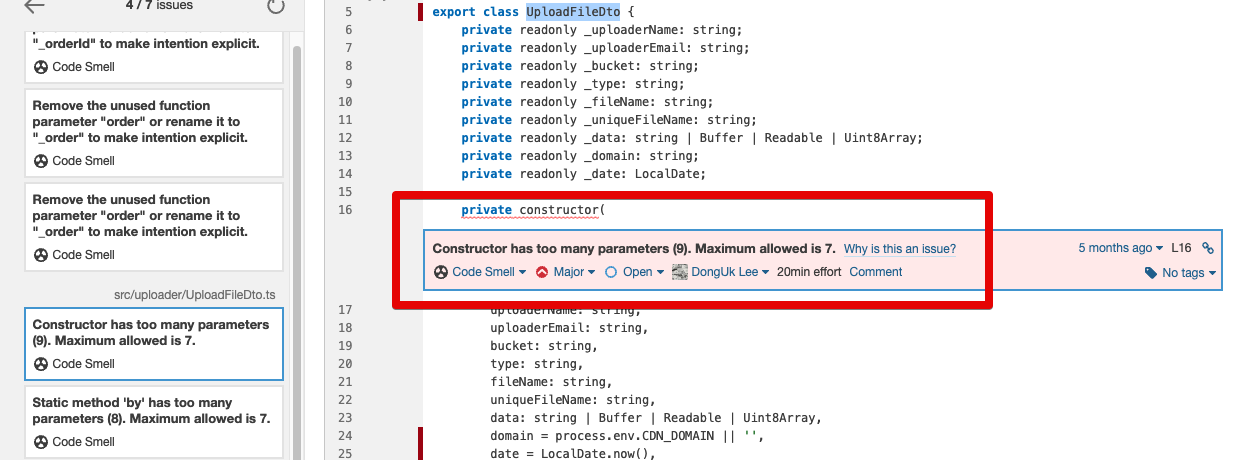 4 / 7 issues
"_orderId" to make intention explicit.
Code Smell
Remove the unused function
parameter "order" or rename it to
"_order" to make intention explicit.
Code Smell
Remove the unused function
parameter "order" or rename it to
"_order" to make intention explicit.
Code Smell
src/uploader/UploadFileDto.ts
Constructor has too many parameters
(9). Maximum allowed is 7.
Code Smell
Static method 'by' has too many
parameters (8). Maximum allowed is 7.
Code Smell
5 export class UploadFileDto {
6 private readonly _uploaderName: string;
7 private readonly _uploaderEmail: string;
8 private readonly _bucket: string;
9 private readonly _type: string;
10 private readonly _fileName: string;
11 private readonly _uniqueFileName: string;
12 private readonly _data: string | Buffer | Readable | Uint8Array;
13 private readonly _domain: string;
14 private readonly _date: LocalDate;
15
16 private constructor(
Constructor has too many parameters (9). Maximum allowed is 7. Why is this an issue? 5 months ago L16
Code Smell Major Open DongUk Lee 20min effort Comment No tags
17 uploaderName: string,
18 uploaderEmail: string,
19 bucket: string,
20 type: string,
21 fileName: string,
22 uniqueFileName: string,
23 data: string | Buffer | Readable | Uint8Array,
24 domain = process.env.CDN_DOMAIN || '',
25 date = LocalDate.now(),